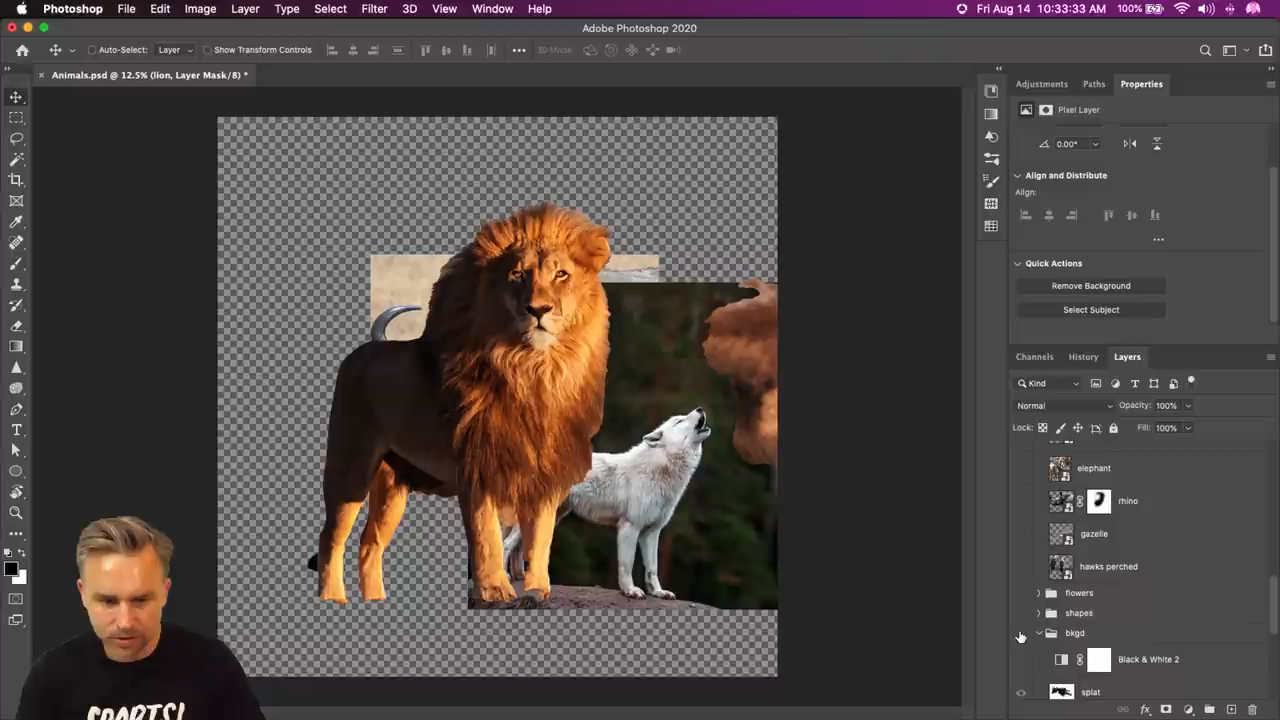 Photoshop File Edit Image Layer Type Select Filter 3D View Window Help 100% Fri Aug 14 10:33:33 AM
Adobe Photoshop 2020
Auto-Select: Layer Show Transform Controls 3D Mode:
Animals.psd @ 12.5% (lion, Layer Mask/8) *
Adjustments Paths Properties
Pixel Layer
0.00°
Align and Distribute
Align:
Quick Actions
Remove Background
Select Subject
Channels History Layers
Kind
Normal Opacity: 100%
Lock: Fill: 100%
elephant
rhino
gazelle
hawks perched
flowers
shapes
bkgd
Black & White 2
splat
SPORTS!